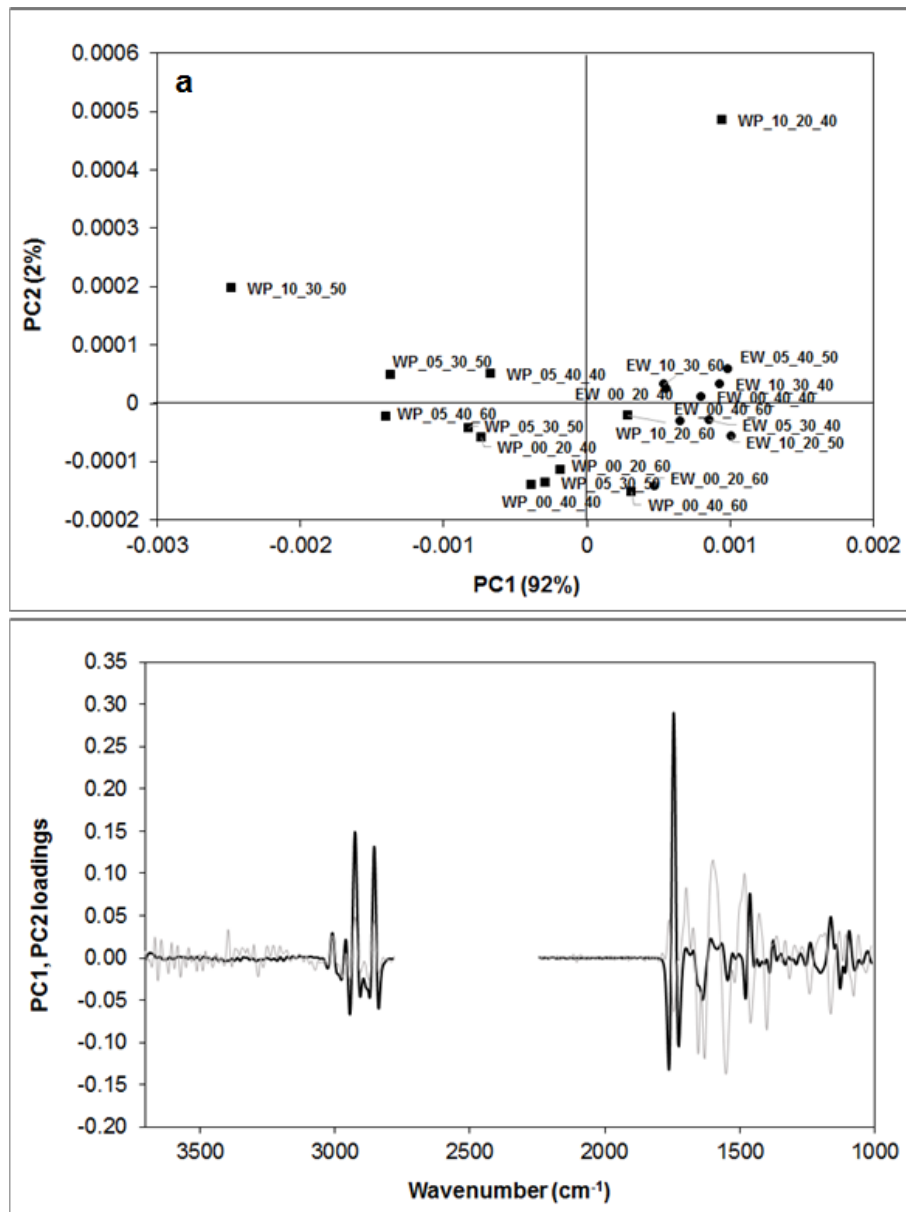 0.0006
a
0.0005
WP_10_20_40
0.0004
0.0003
PC2 (2%)
0.0002
WP_10_30_50
0.0001
WP_05_30_50
WP_05_40_40
EW_10_30_60
EW_05_40_50
EW_10_30_40
EW_00_20_40
EW_00_40_40
0
WP_05_40_60
WP_05_30_50
EW_00_40_60
EW_05_30_40
WP_00_20_40
WP_10_20_60
EW_10_20_50
-0.0001
WP_00_20_60
WP_05_30_50
EW_00_20_60
WP_00_40_40
WP_00_40_60
-0.0002
-0.003 -0.002 -0.001 0 0.001 0.002
PC1 (92%)
0.35
0.30
0.25
0.20
0.15
0.10
0.05
0.00
-0.05
-0.10
-0.15
-0.20
PC1, PC2 loadings
3500 3000 2500 2000 1500 1000
Wavenumber (cm-1)